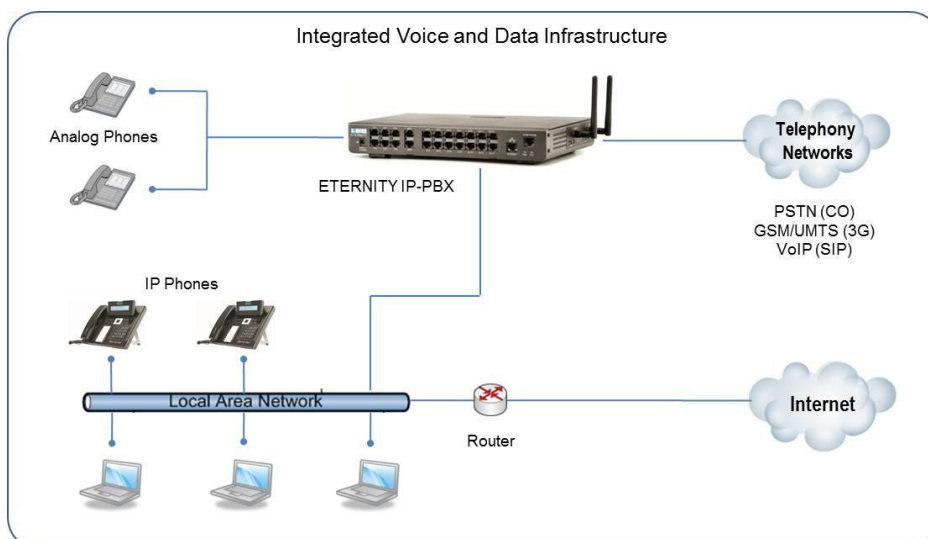 Integrated Voice and Data Infrastructure
Analog Phones
ETERNITY IP-PBX
Telephony
Networks
PSTN (CO)
GSM/UMTS (3G)
VoIP (SIP)
IP Phones
Local Area Network
Router
Internet